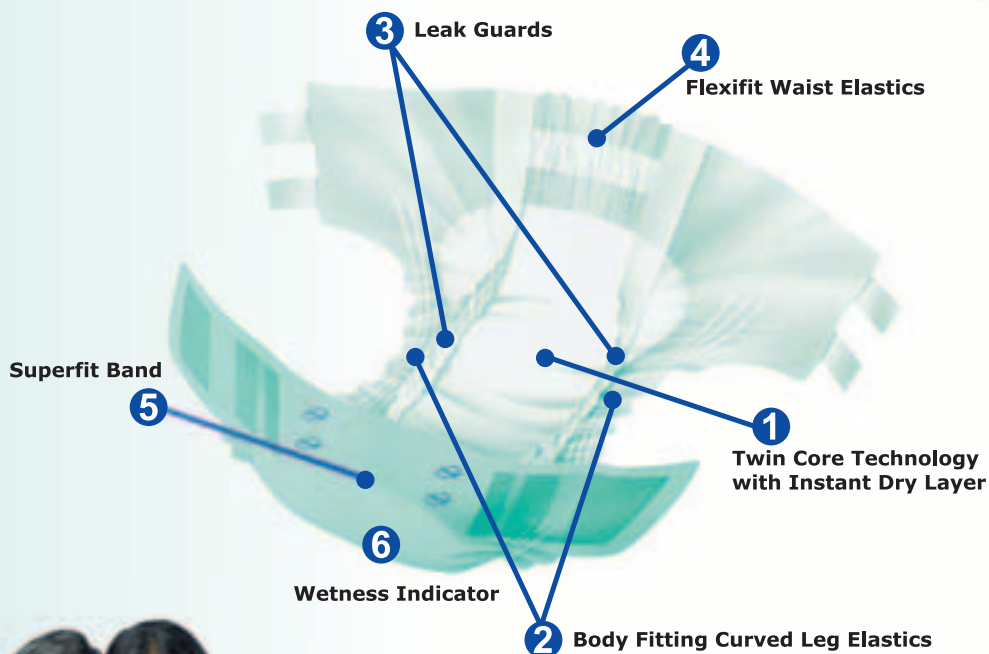 3 Leak Guards
4
Flexifit Waist Elastics
Superfit Band
5
1
Twin Core Technology
with Instant Dry Layer
6
Wetness Indicator
2 Body Fitting Curved Leg Elastics